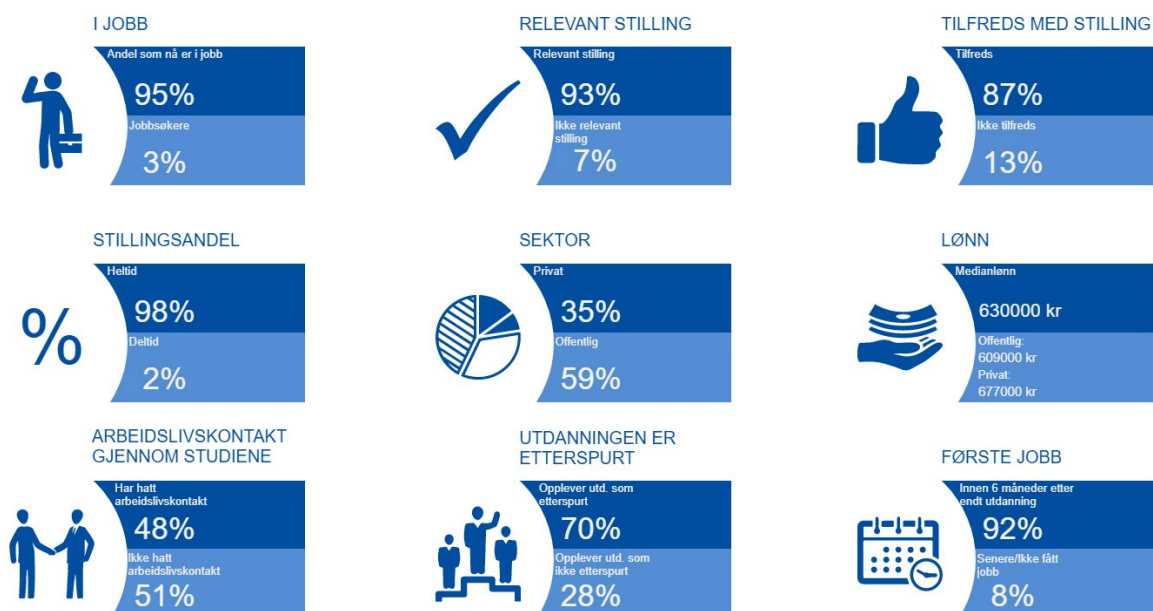 I JOBB
Andel som nå er i jobb
95%
Jobbsøkere
3%
RELEVANT STILLING
Relevant stilling
93%
Ikke relevant
stilling
7%
TILFREDS MED STILLING
Tilfreds
87%
Ikke tilfreds
13%
STILLINGSANDEL
%
Heltid
98%
Deltid
2%
SEKTOR
Privat
35%
Offentlig
59%
LØNN
Medianlønn
630000 kr
Offentlig:
609000 kr
Privat:
677000 kr
ARBEIDSLIVSKONTAKT
GJENNOM STUDIENE
Har hatt
arbeidslivskontakt
48%
Ikke hatt
arbeidslivskontakt
51%
UTDANNINGEN ER
ETTERSPURT
Opplever utd. som
etterspurt
70%
Opplever utd. som
ikke etterspurt
28%
FØRSTE JOBB
Innen 6 måneder etter
endt utdanning
92%
Senere/Ikke fått
jobb
8%